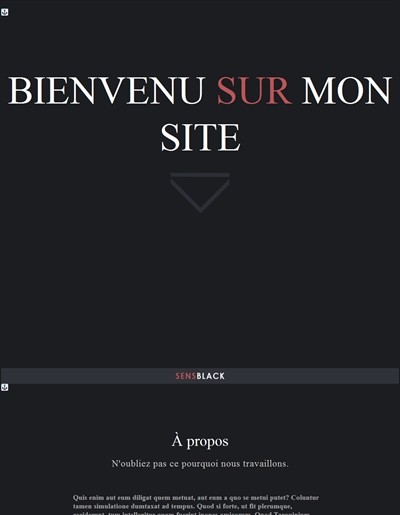 BIENVENU SUR MON
SITE
SENSBLACK
À propos
N'oubliez pas ce pourquoi nous travaillons.
Quis enim aut eum diligat quem metuat, aut eum a quo se metui putet? Coluntur
tamen simulatione dumtaxat ad tempus. Quod si forte, ut fit plerumque,